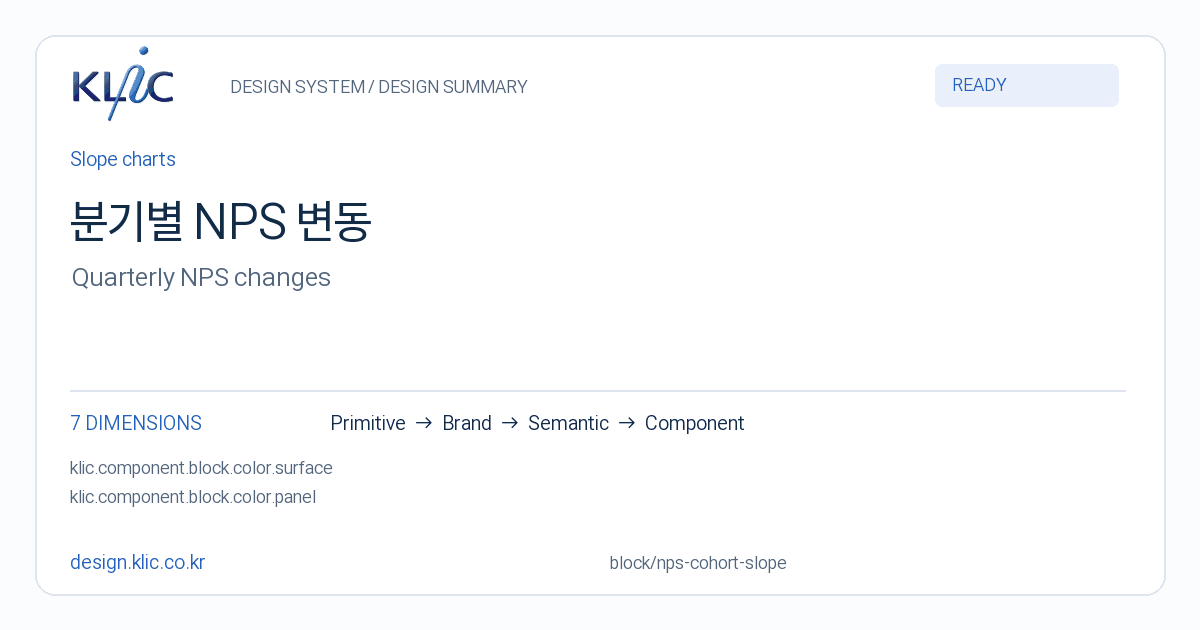 KLiC
DESIGN SYSTEM / DESIGN SUMMARY
READY
Slope charts
분기별 NPS 변동
Quarterly NPS changes
7 DIMENSIONS
Primitive → Brand → Semantic → Component
klic.component.block.color.surface
klic.component.block.color.panel
design.klic.co.kr
block/nps-cohort-slope